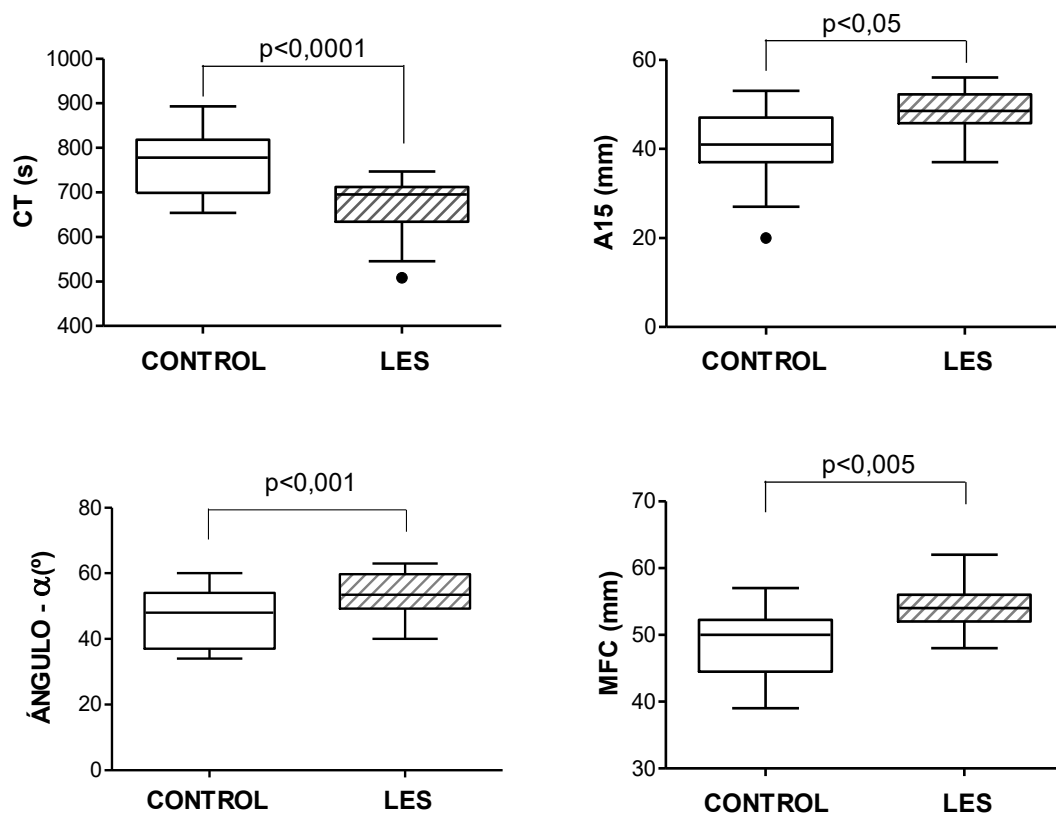 p<0,0001
1000
900
800
700
600
500
400
CT (s)
CONTROL LES
p<0,05
60
40
20
0
A15 (mm)
CONTROL LES
p<0,001
80
60
40
20
0
ÁNGULO - α(º)
CONTROL LES
p<0,005
70
60
50
40
30
MFC (mm)
CONTROL LES